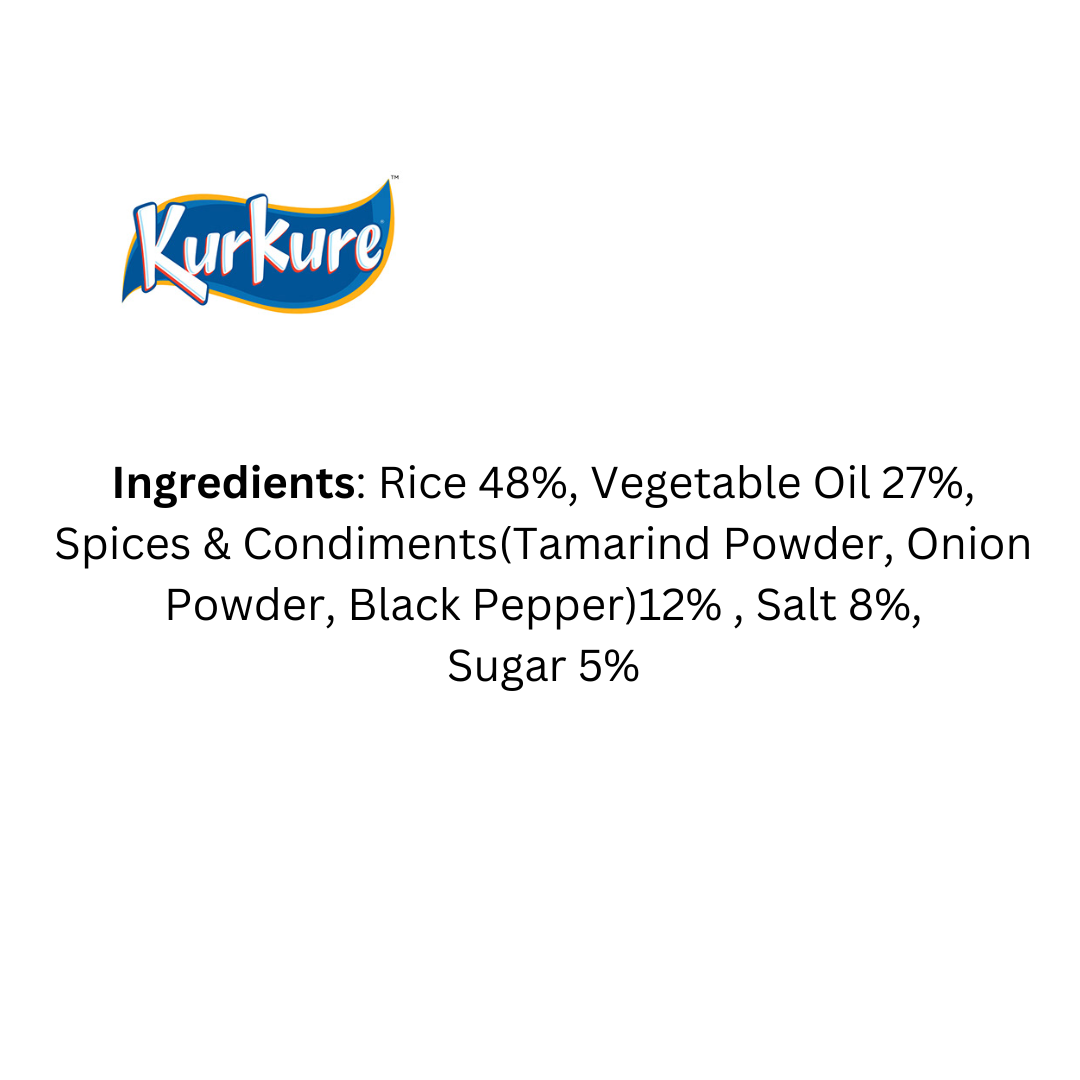 Kurkure™
Ingredients: Rice 48%, Vegetable Oil 27%,
Spices & Condiments(Tamarind Powder, Onion
Powder, Black Pepper)12% , Salt 8%,
Sugar 5%